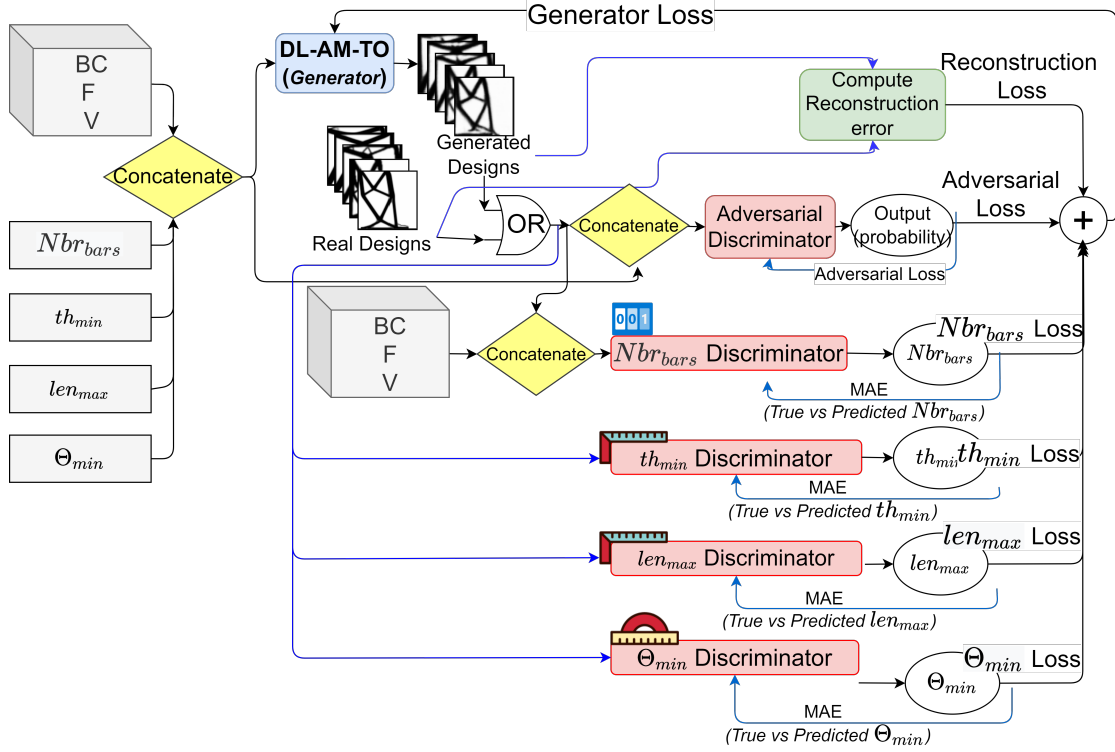 Generator Loss
BC
F
V
DL-AM-TO
(Generator)
Generated
Designs
Compute
Reconstruction
error
Reconstruction
Loss
Concatenate
Real Designs
OR
Concatenate
Adversarial
Discriminator
Output
(probability)
Adversarial
Loss
+
Adversarial Loss
Nbr_bars
th_min
len_max
Θ_min
BC
F
V
Concatenate
001
Nbr_bars Discriminator
Nbr_bars
Nbr_bars Loss
MAE
(True vs Predicted Nbr_bars)
th_min Discriminator
th_min
th_min Loss
MAE
(True vs Predicted th_min)
len_max Discriminator
len_max
len_max Loss
MAE
(True vs Predicted len_max)
Θ_min Discriminator
Θ_min
Θ_min Loss
MAE
(True vs Predicted Θ_min)